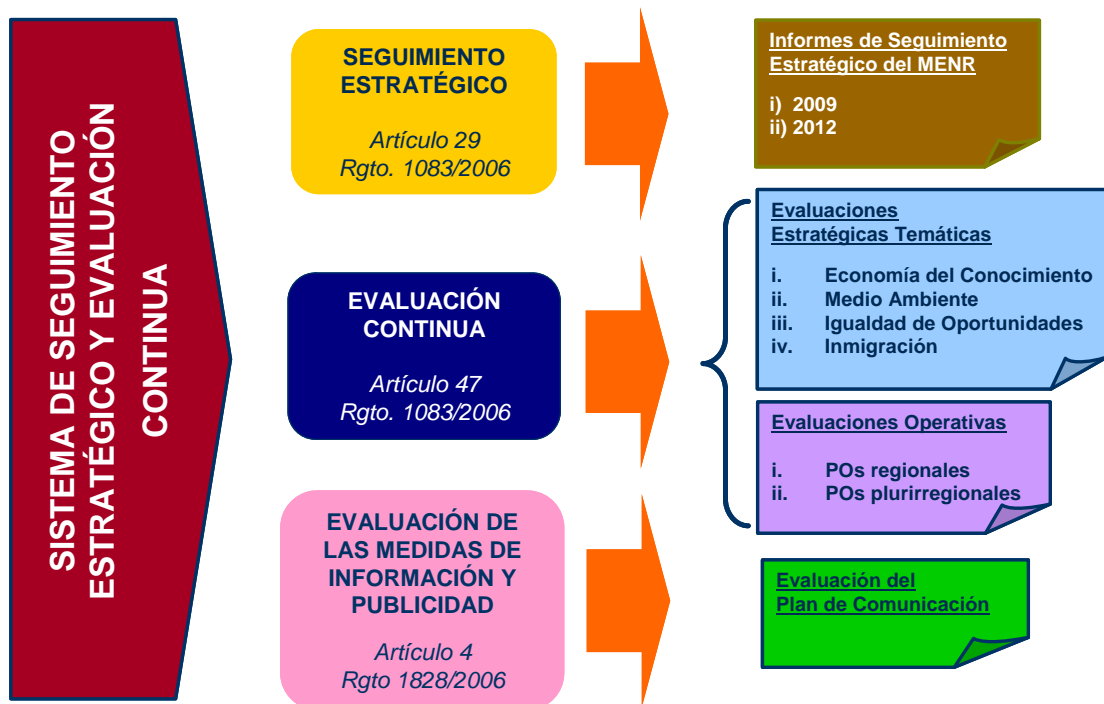 SISTEMA DE SEGUIMIENTO
ESTRATÉGICO Y EVALUACIÓN
CONTINUA
SEGUIMIENTO
ESTRATÉGICO
Artículo 29
Rgto. 1083/2006
Informes de Seguimiento
Estratégico del MENR
i) 2009
ii) 2012
EVALUACIÓN
CONTINUA
Artículo 47
Rgto. 1083/2006
Evaluaciones
Estratégicas Temáticas
i. Economía del Conocimiento
ii. Medio Ambiente
iii. Igualdad de Oportunidades
iv. Inmigración
Evaluaciones Operativas
i. POs regionales
ii. POs plurirregionales
EVALUACIÓN DE
LAS MEDIDAS DE
INFORMACIÓN Y
PUBLICIDAD
Artículo 4
Rgto 1828/2006
Evaluación del
Plan de Comunicación